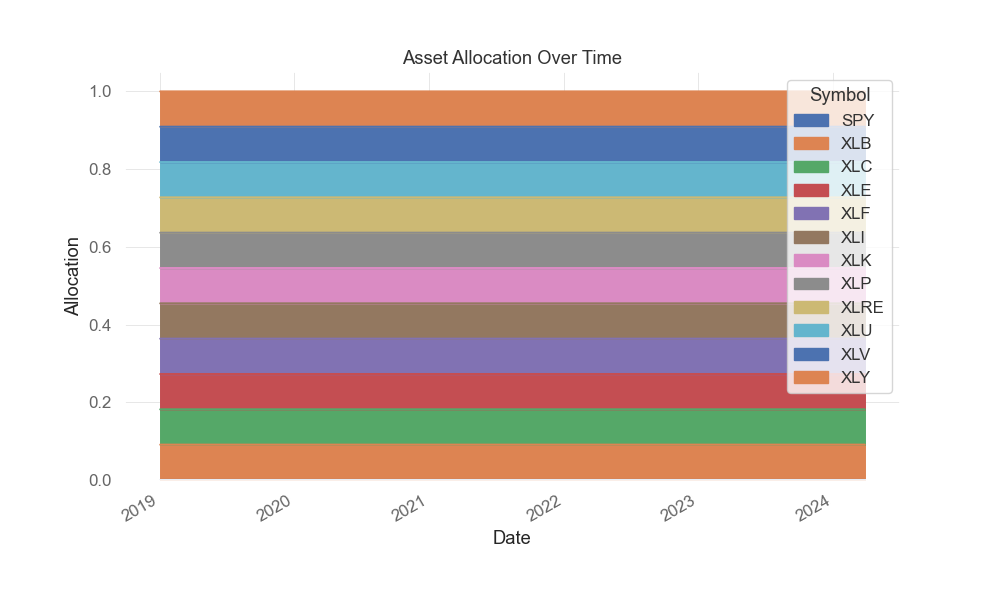 Asset Allocation Over Time
Symbol
SPY
XLB
XLC
XLE
XLF
XLI
XLK
XLP
XLRE
XLU
XLV
XLY
Allocation
1.0
0.8
0.6
0.4
0.2
0.0
2019
2020
2021
2022
2023
2024
Date